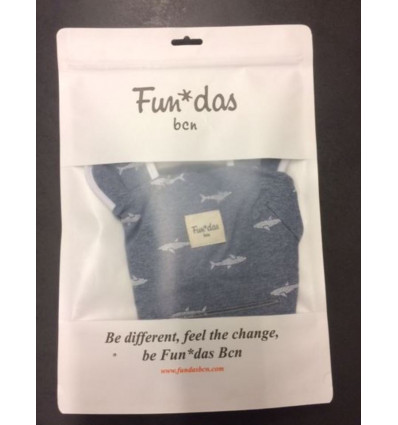 Fun*das
bcn
Fun*das
bcn
Be different, feel the change,
be Fun*das Bcn
www.fundasbcn.com